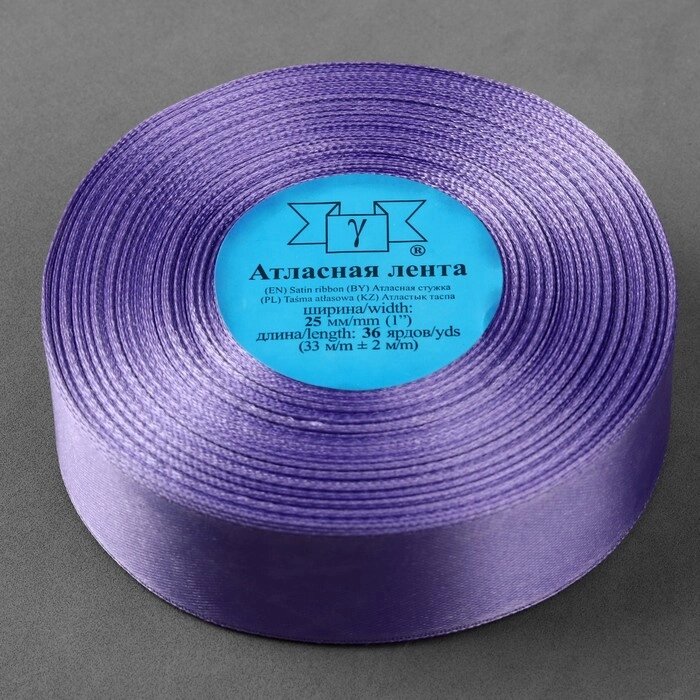 γ
®
Атласная лента
(EN) Satin ribbon (BY) Атласная стужка
(PL) Taśma atłasowa (KZ) Атластык таспа
ширина/width:
25 мм/mm (1”)
длина/length: 36 ярдов/yds
(33 м/m ± 2 м/m)